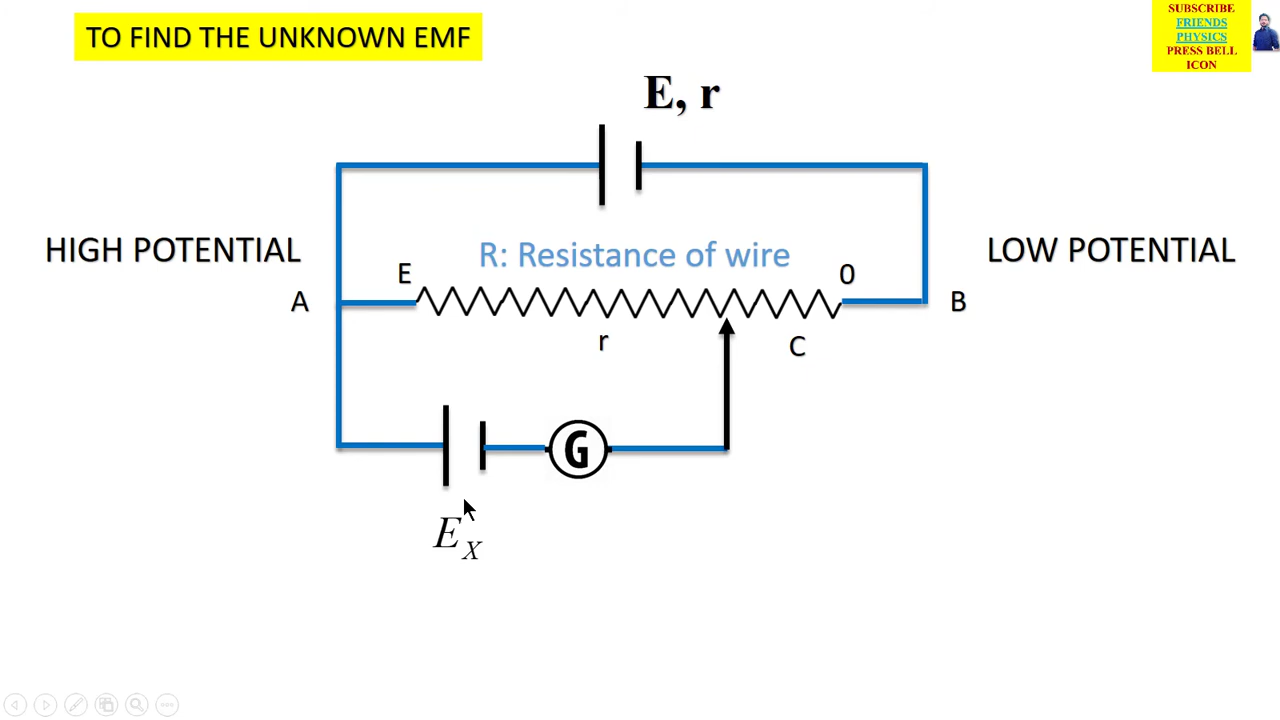 TO FIND THE UNKNOWN EMF
SUBSCRIBE
FRIENDS
PHYSICS
PRESS BELL
ICON
E, r
HIGH POTENTIAL
R: Resistance of wire
LOW POTENTIAL
E
0
A
B
r
C
G
E_X